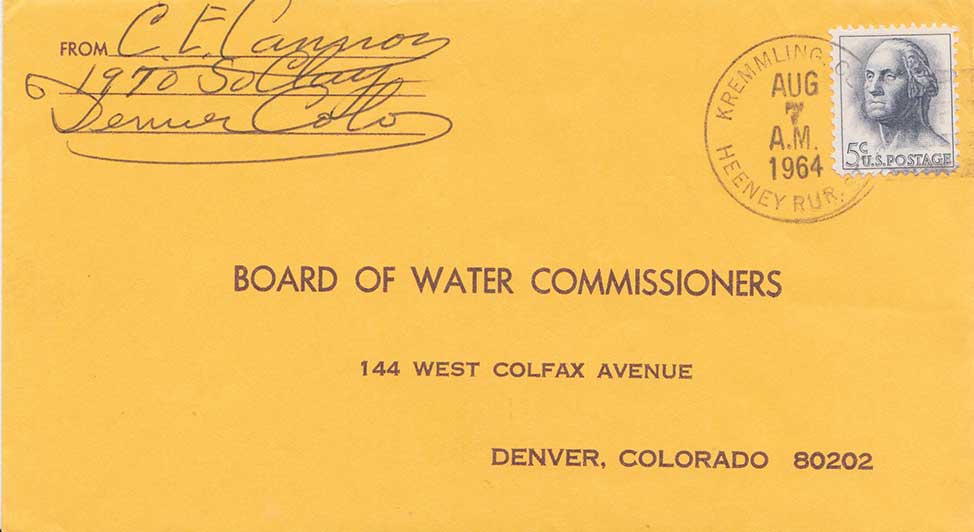 FROM C. E. Cannon
1970 So Clay
Denver Colo
KREMMLING, C
AUG
7
A.M.
1964
HEENEY RUR.
5¢ U.S. POSTAGE
BOARD OF WATER COMMISSIONERS
144 WEST COLFAX AVENUE
DENVER, COLORADO 80202